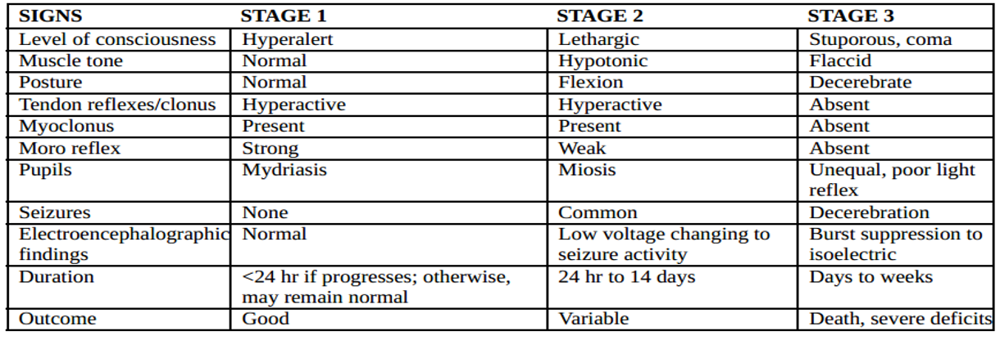 SIGNS STAGE 1 STAGE 2 STAGE 3
Level of consciousness Hyperalert Lethargic Stuporous, coma
Muscle tone Normal Hypotonic Flaccid
Posture Normal Flexion Decerebrate
Tendon reflexes/clonus Hyperactive Hyperactive Absent
Myoclonus Present Present Absent
Moro reflex Strong Weak Absent
Pupils Mydriasis Miosis Unequal, poor light
reflex
Seizures None Common Decerebration
Electroencephalographic Normal Low voltage changing to Burst suppression to
findings seizure activity isoelectric
Duration <24 hr if progresses; otherwise, 24 hr to 14 days Days to weeks
may remain normal
Outcome Good Variable Death, severe deficits